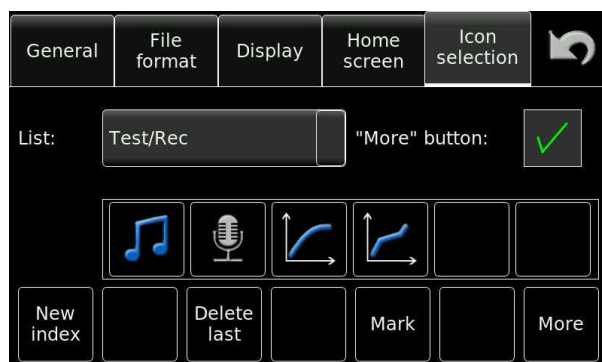 General
File
format
Display
Home
screen
Icon
selection
List:
Test/Rec
"More" button:
New
index
Delete
last
Mark
More